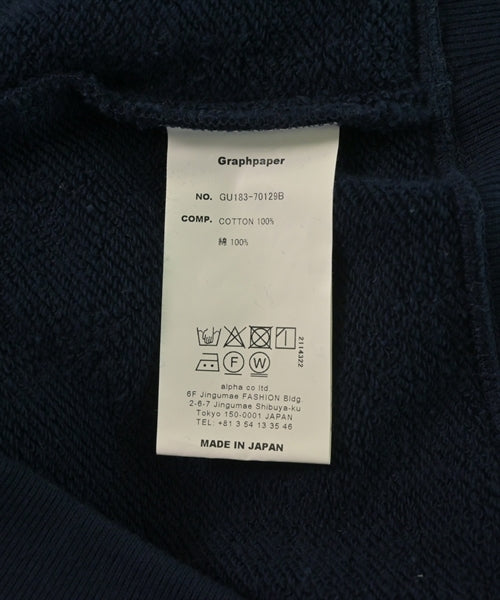 Graphpaper
NO. GU183-70129B
COMP. COTTON 100%
綿 100%
2114322
F W
alpha co ltd.
6F Jingumae FASHION Bldg.
2-6-7 Jingumae Shibuya-ku
Tokyo 150-0001 JAPAN
TEL: +81 3 54 13 35 46
MADE IN JAPAN